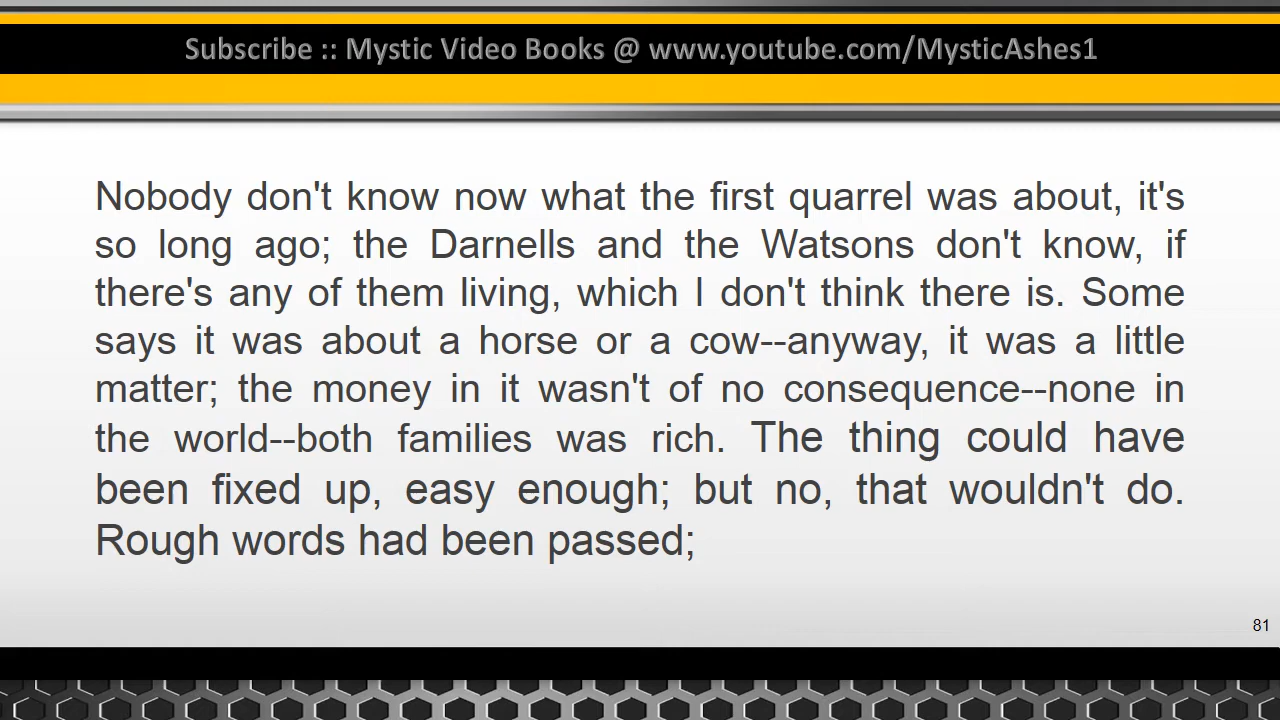 Subscribe :: Mystic Video Books @ www.youtube.com/MysticAshes1
Nobody don't know now what the first quarrel was about, it's
so long ago; the Darnells and the Watsons don't know, if
there's any of them living, which I don't think there is. Some
says it was about a horse or a cow--anyway, it was a little
matter; the money in it wasn't of no consequence--none in
the world--both families was rich. The thing could have
been fixed up, easy enough; but no, that wouldn't do.
Rough words had been passed;
81